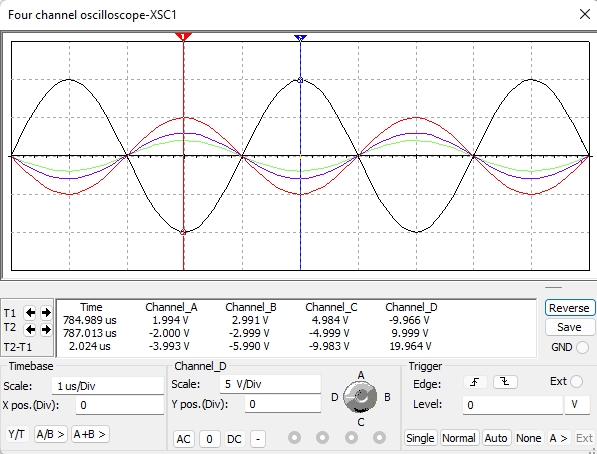 Four channel oscilloscope-XSC1
1 2
Time Channel_A Channel_B Channel_C Channel_D
T1 784.989 us 1.994 V 2.991 V 4.984 V -9.966 V
T2 787.013 us -2.000 V -2.999 V -4.999 V 9.999 V
T2-T1 2.024 us -3.993 V -5.990 V -9.983 V 19.964 V
Reverse
Save
GND
Timebase
Scale: 1 us/Div
X pos.(Div): 0
Y/T A/B > A+B >
Channel_D
Scale: 5 V/Div
Y pos.(Div): 0
AC 0 DC -
A
D B
C
Trigger
Edge: Ext
Level: 0 V
Single Normal Auto None A > Ext